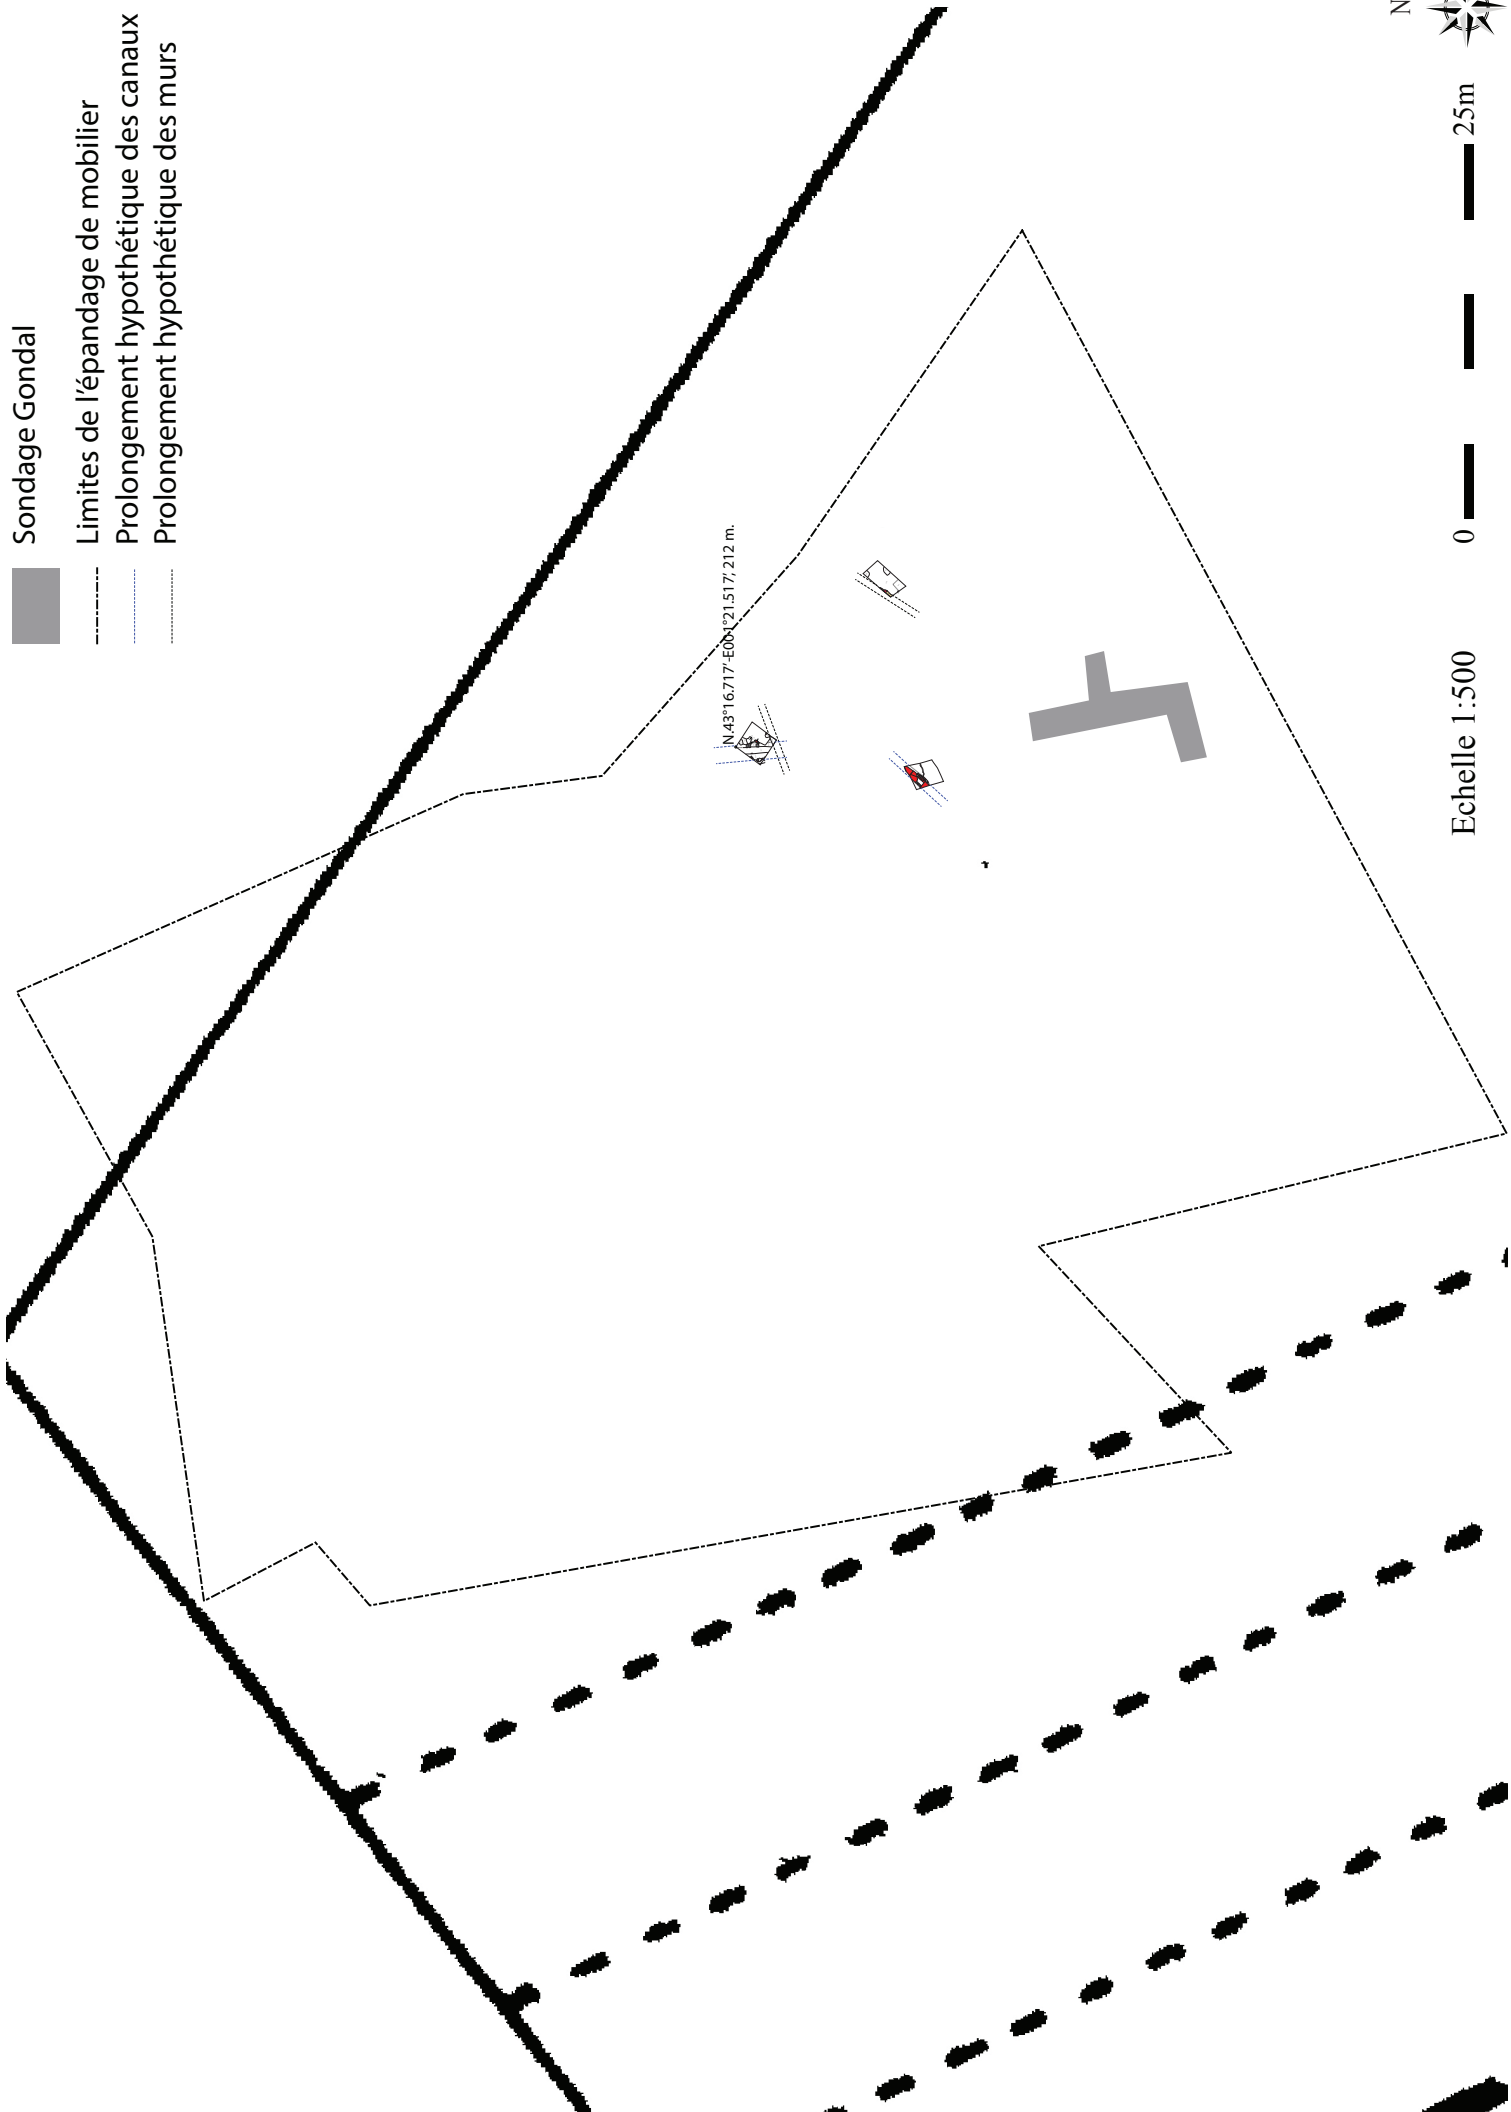 Sondage Gondal
Limites de l'épandage de mobilier
Prolongement hypothétique des canaux
Prolongement hypothétique des murs
N.43°16.717'-E001°21.517', 212 m.
Echelle 1:500
0 25m
N